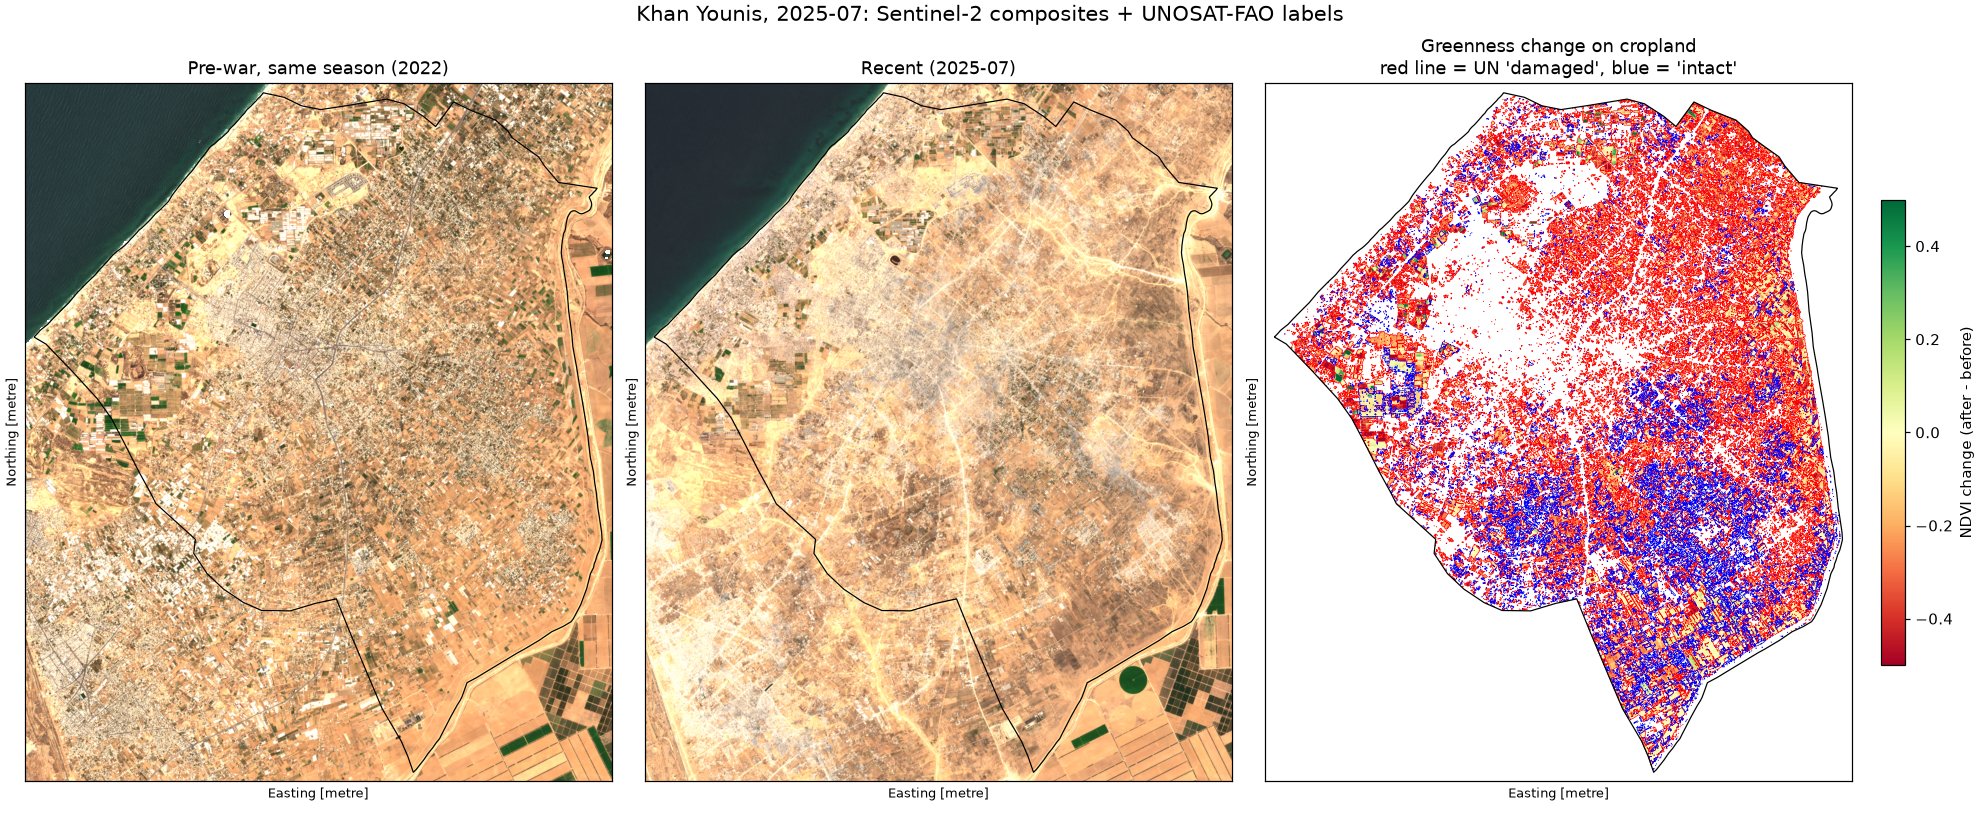 Khan Younis, 2025-07: Sentinel-2 composites + UNOSAT-FAO labels
Pre-war, same season (2022)
Northing [metre]
Easting [metre]
Recent (2025-07)
Northing [metre]
Easting [metre]
Greenness change on cropland
red line = UN 'damaged', blue = 'intact'
Northing [metre]
Easting [metre]
0.4
0.2
0.0
−0.2
−0.4
NDVI change (after - before)